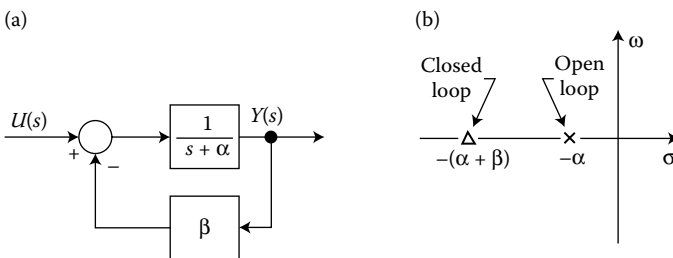 (a)
U(s)
+
−
1
s + α
Y(s)
β
(b)
ω
Closed
loop
Open
loop
−(α + β)
−α
σ